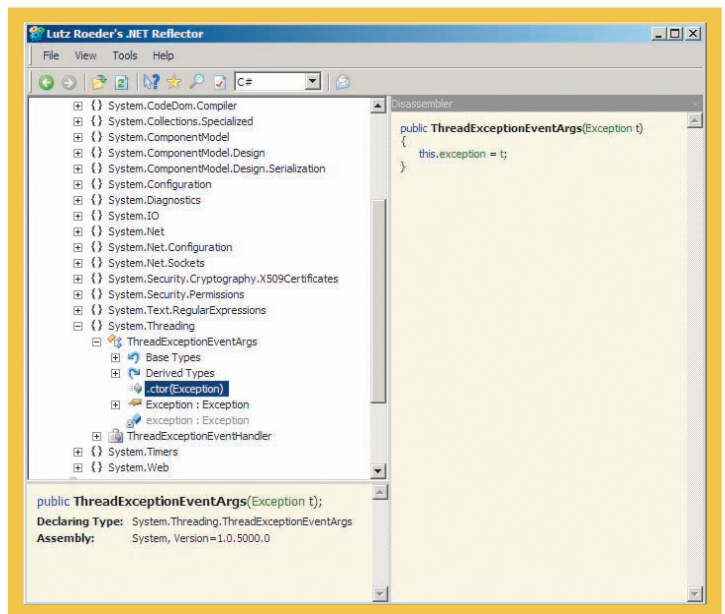 Lutz Roeder's .NET Reflector
File View Tools Help
C#
{} System.CodeDom.Compiler
{} System.Collections.Specialized
{} System.ComponentModel
{} System.ComponentModel.Design
{} System.ComponentModel.Design.Serialization
{} System.Configuration
{} System.Diagnostics
{} System.IO
{} System.Net
{} System.Net.Configuration
{} System.Net.Sockets
{} System.Security.Cryptography.X509Certificates
{} System.Security.Permissions
{} System.Text.RegularExpressions
{} System.Threading
ThreadExceptionEventArgs
Base Types
Derived Types
.ctor(Exception)
Exception : Exception
exception : Exception
ThreadExceptionEventHandler
{} System.Timers
{} System.Web
Disassembler
public ThreadExceptionEventArgs(Exception t)
{
this.exception = t;
}
public ThreadExceptionEventArgs(Exception t);
Declaring Type: System.Threading.ThreadExceptionEventArgs
Assembly: System, Version=1.0.5000.0